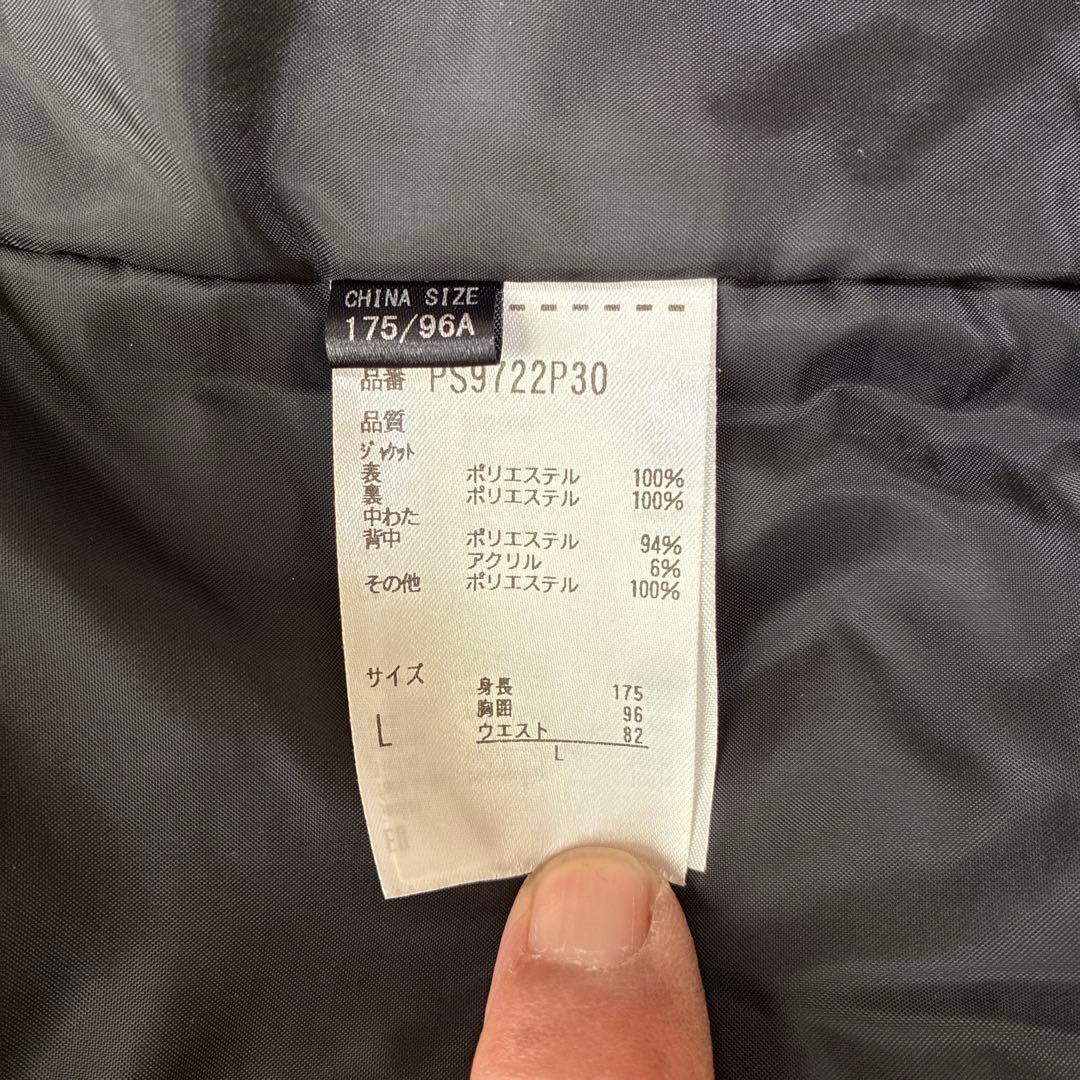 CHINA SIZE
175/96A
品番 PS9722P30
品質
ジャケット
表 ポリエステル 100%
裏 ポリエステル 100%
中わた
背中 ポリエステル 94%
アクリル 6%
その他 ポリエステル 100%
サイズ
L
身長 175
胸囲 96
ウエスト 82
L